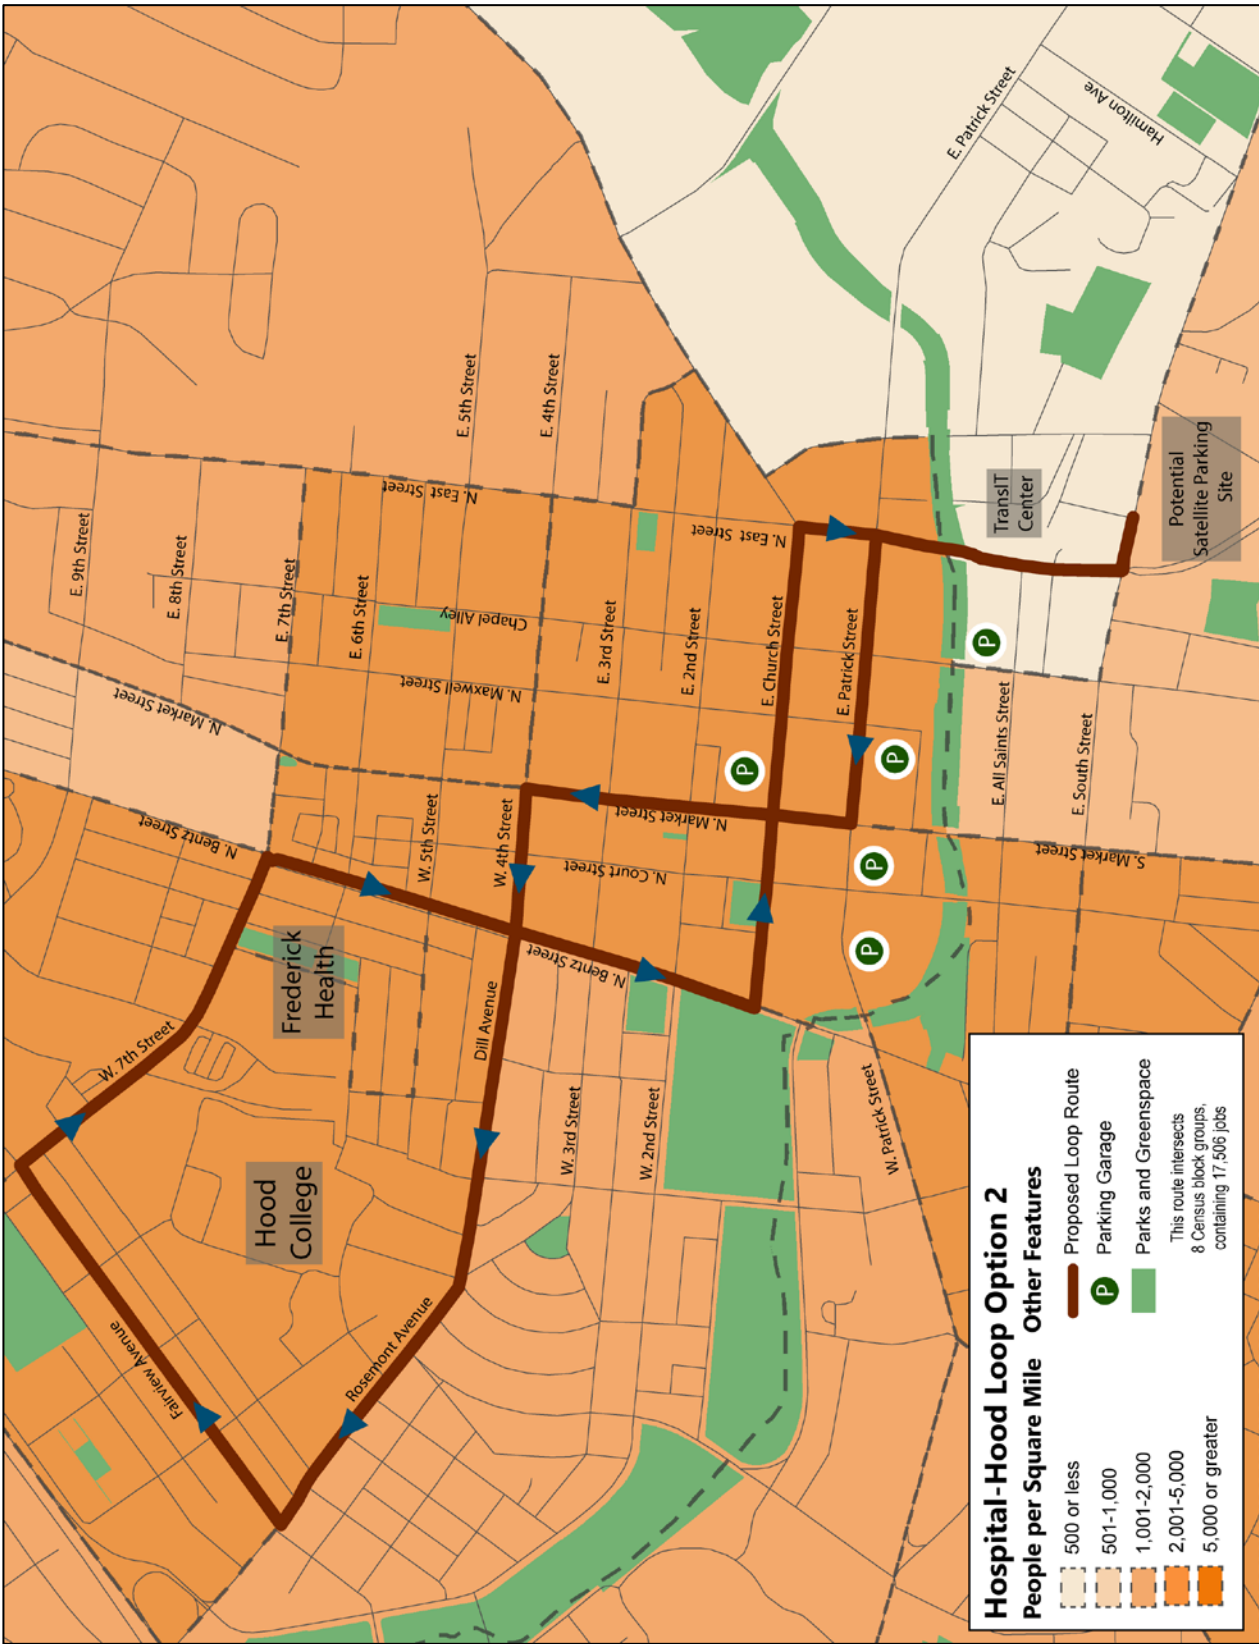 E. Patrick Street
Hamilton Ave
E. 5th Street
E. 4th Street
N. East
Street
E. 9th Street
E. 8th Street
E. 7th Street
E. 6th Street
Chapel Alley
N. Maxwell Street
N. Market Street
E. 3rd Street
E. 2nd Street
N. East Street
E. Church Street
E. Patrick Street
TransIT
Center
Potential
Satellite Parking
Site
P
P
P
P
P
E. All Saints Street
E. South Street
S. Market Street
N. Market Street
N. Court Street
W. 4th Street
W. 5th Street
N. Bentz Street
N. Bentz Street
Frederick
Health
W. 7th Street
Dill Avenue
W. 3rd Street
W. 2nd Street
W. Patrick Street
Hood
College
Rosemont Avenue
Fairview Avenue
Hospital-Hood Loop Option 2
People per Square Mile
500 or less
501-1,000
1,001-2,000
2,001-5,000
5,000 or greater
Other Features
Proposed Loop Route
P
Parking Garage
Parks and Greenspace
This route intersects
8 Census block groups,
containing 17,506 jobs